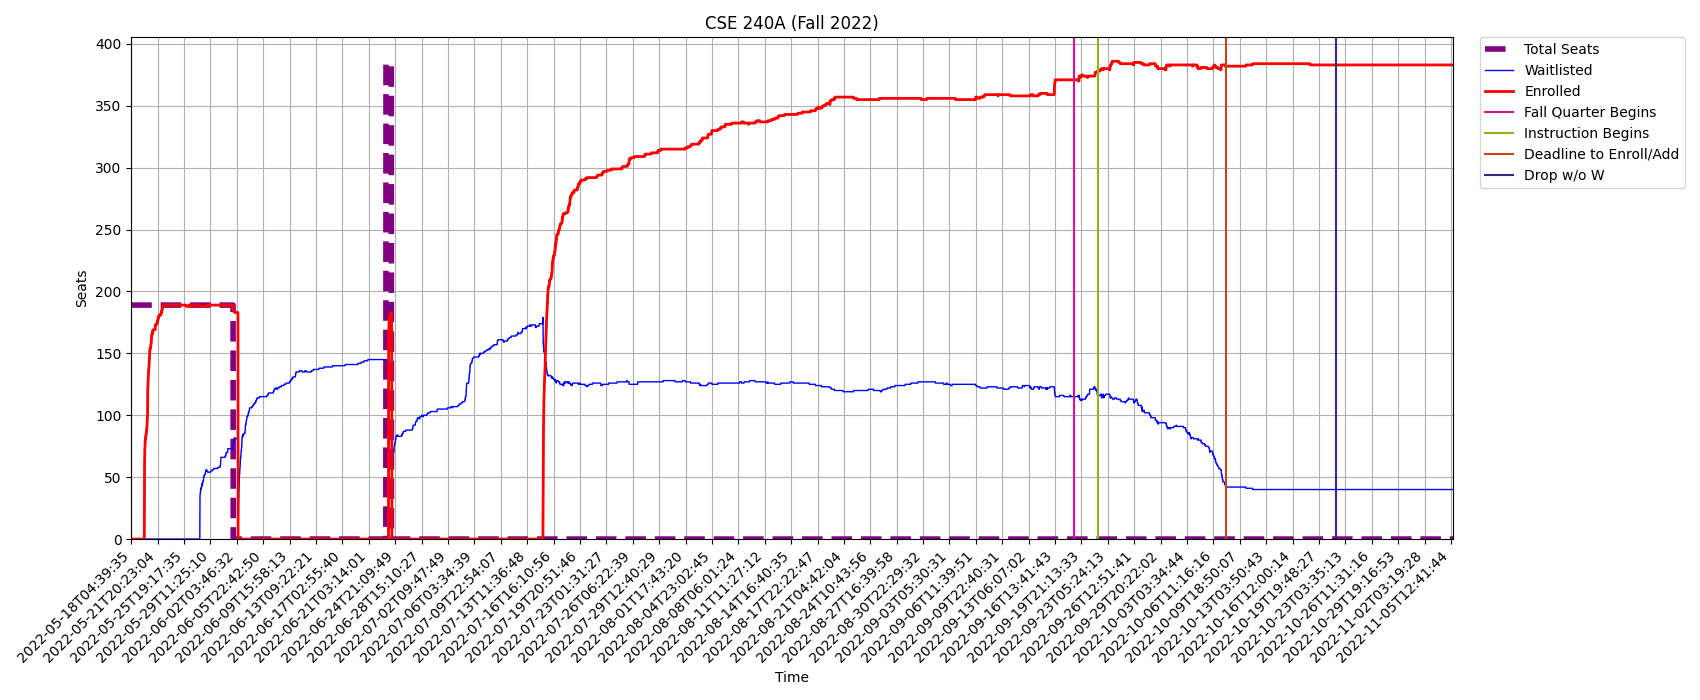 CSE 240A (Fall 2022)
Total Seats
Waitlisted
Enrolled
Fall Quarter Begins
Instruction Begins
Deadline to Enroll/Add
Drop w/o W
Seats
400
350
300
250
200
150
100
50
0
2022-05-18T04:39:35
2022-05-21T20:23:04
2022-05-25T19:17:35
2022-05-29T11:25:10
2022-06-02T03:46:32
2022-06-05T22:42:50
2022-06-09T15:58:13
2022-06-13T09:22:21
2022-06-17T02:55:40
2022-06-21T03:14:01
2022-06-24T21:09:49
2022-06-28T15:10:27
2022-07-02T09:47:49
2022-07-06T03:34:39
2022-07-09T22:54:07
2022-07-13T11:36:48
2022-07-16T16:10:56
2022-07-19T20:51:46
2022-07-23T01:31:27
2022-07-26T06:22:39
2022-07-29T12:40:29
2022-08-01T17:43:20
2022-08-04T23:02:45
2022-08-08T06:01:24
2022-08-11T11:27:12
2022-08-14T16:40:35
2022-08-17T22:22:47
2022-08-21T04:42:04
2022-08-24T10:43:56
2022-08-27T16:39:58
2022-08-30T22:29:32
2022-09-03T05:30:31
2022-09-06T11:39:51
2022-09-09T22:40:31
2022-09-13T06:07:02
2022-09-16T13:41:43
2022-09-19T21:13:33
2022-09-23T05:24:13
2022-09-26T12:51:41
2022-09-29T20:22:02
2022-10-03T03:34:44
2022-10-06T11:16:16
2022-10-09T18:50:07
2022-10-13T03:50:43
2022-10-16T12:00:14
2022-10-19T19:48:27
2022-10-23T03:35:13
2022-10-26T11:31:16
2022-10-29T19:16:53
2022-11-02T03:19:28
2022-11-05T12:41:44
Time